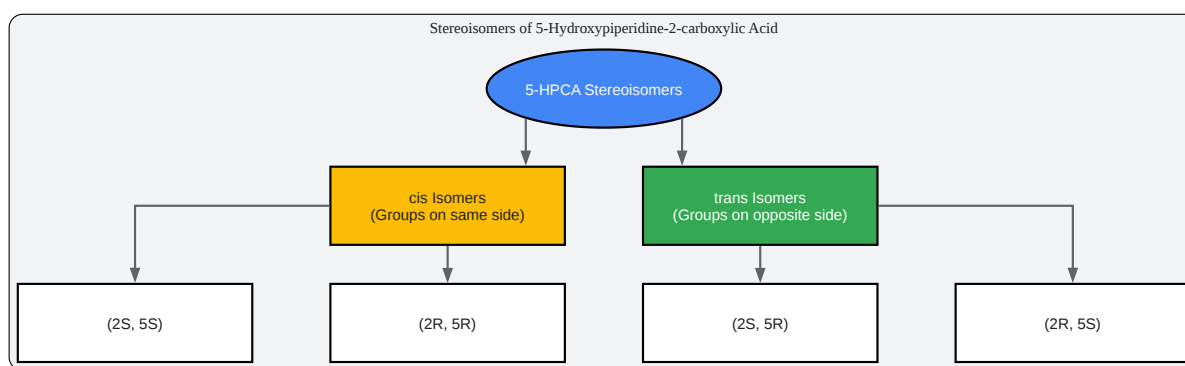 Stereoisomers of 5-Hydroxypiperidine-2-carboxylic Acid
5-HPCA Stereoisomers
cis Isomers
(Groups on same side)
trans Isomers
(Groups on opposite side)
(2S, 5S)
(2R, 5R)
(2S, 5R)
(2R, 5S)